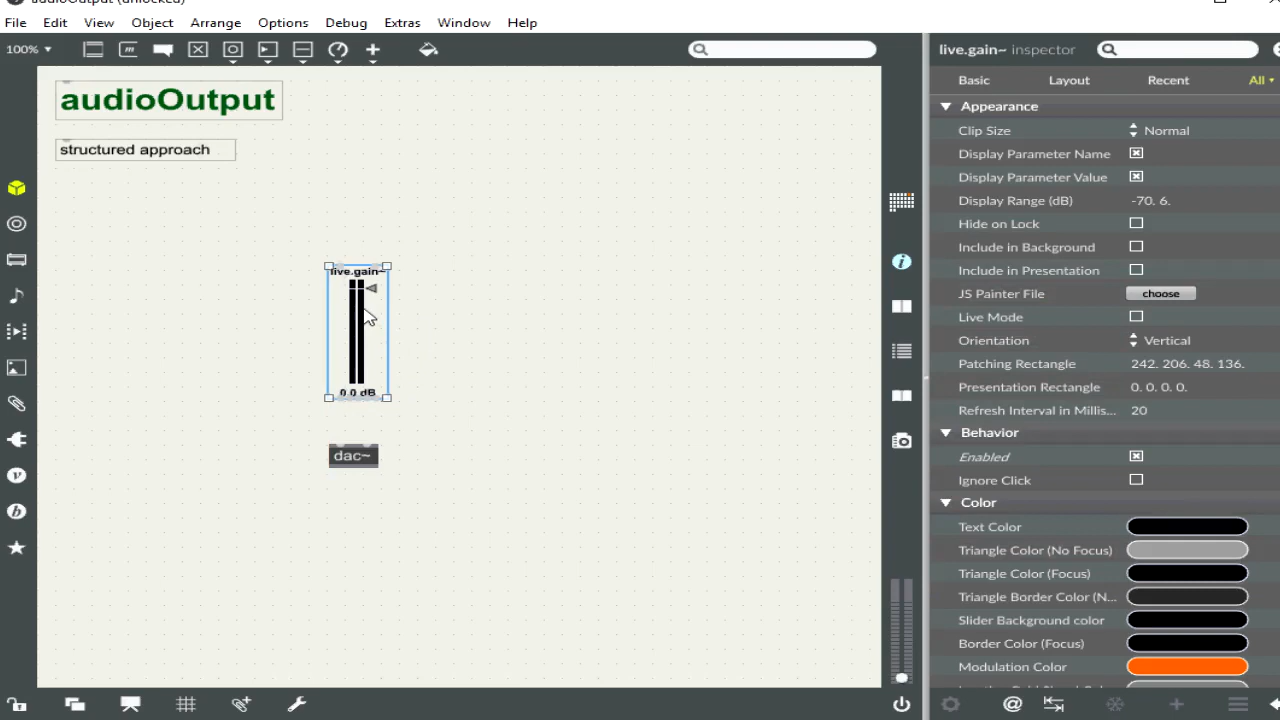 audioOutput (unlocked)
File Edit View Object Arrange Options Debug Extras Window Help
100%
live.gain~ inspector
Basic Layout Recent All
audioOutput
structured approach
live.gain~
0.0 dB
dac~
Appearance
Clip Size Normal
Display Parameter Name
Display Parameter Value
Display Range (dB) -70. 6.
Hide on Lock
Include in Background
Include in Presentation
JS Painter File choose
Live Mode
Orientation Vertical
Patching Rectangle 242. 206. 48. 136.
Presentation Rectangle 0. 0. 0. 0.
Refresh Interval in Millis... 20
Behavior
Enabled
Ignore Click
Color
Text Color
Triangle Color (No Focus)
Triangle Color (Focus)
Triangle Border Color (N...
Slider Background color
Border Color (Focus)
Modulation Color